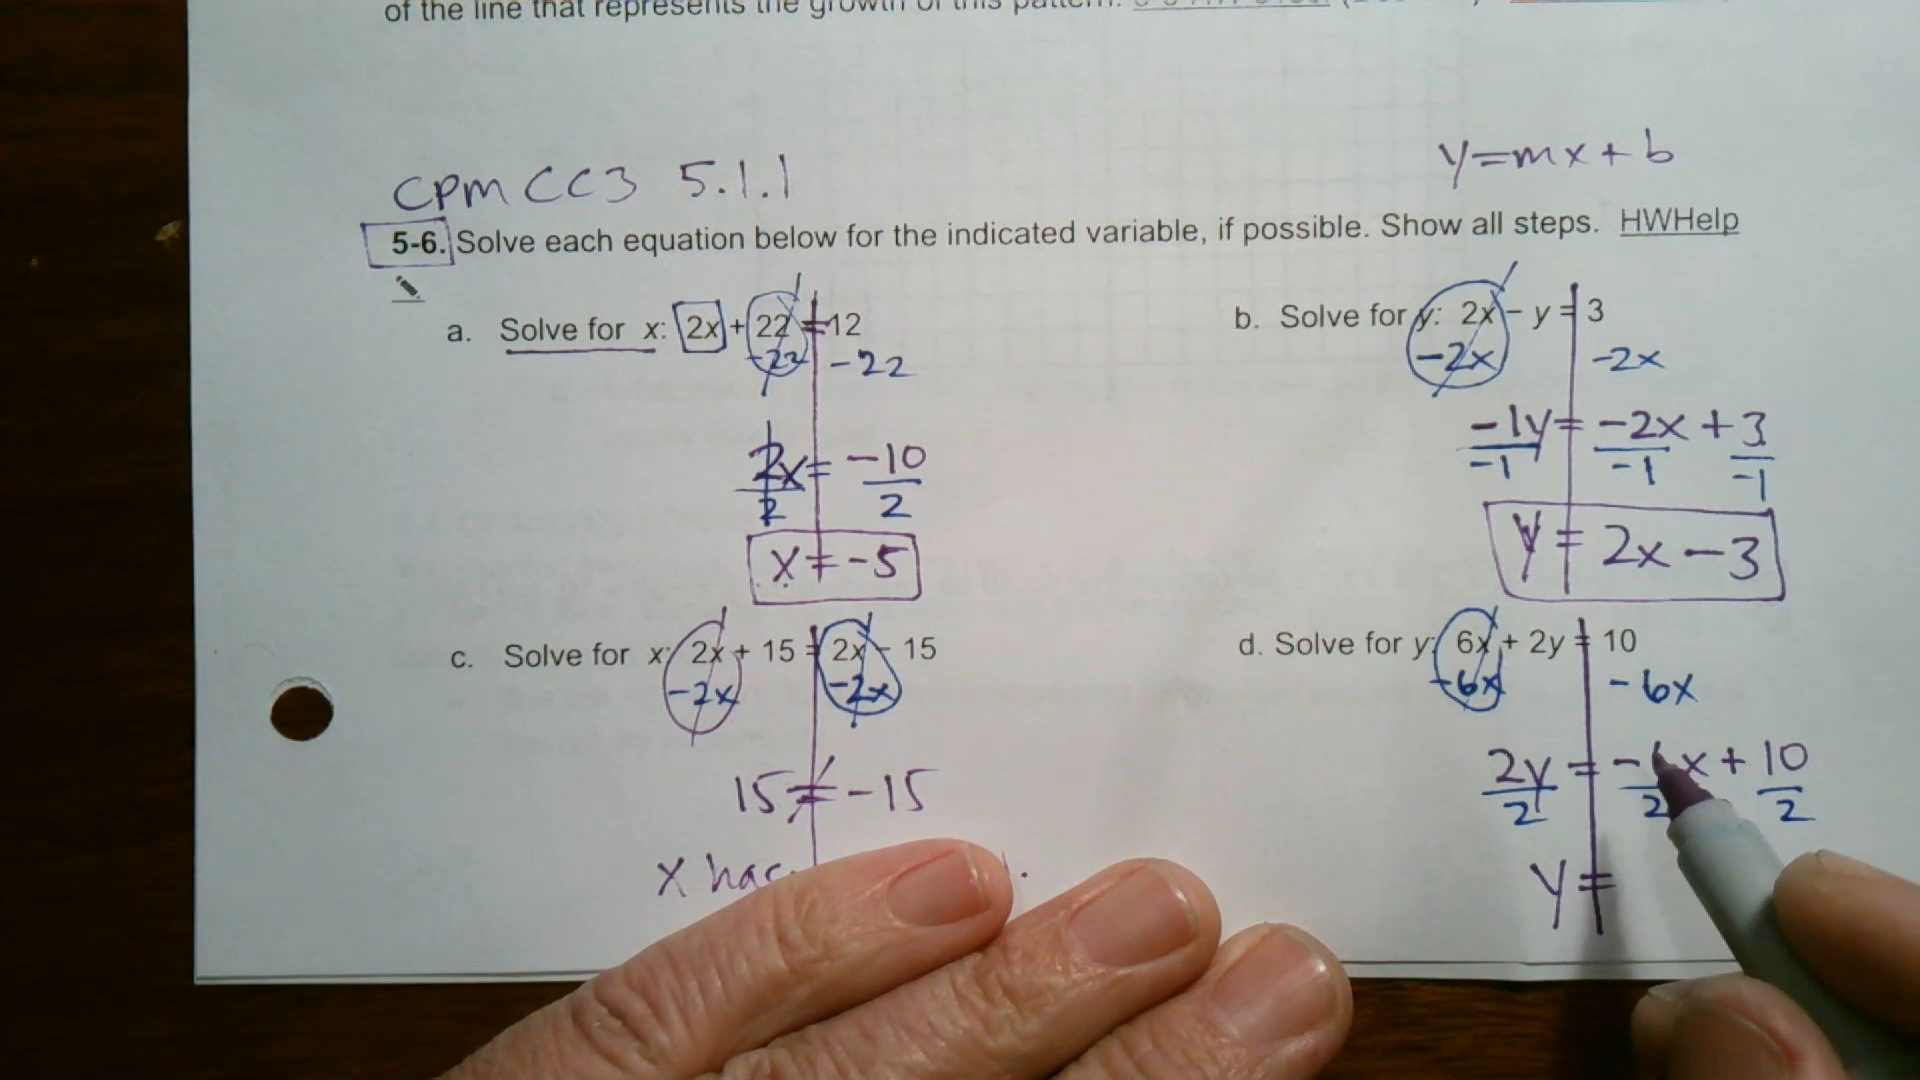 of the line that represents the growth of this pattern.
CPM CC3 5.1.1
y=mx+b
5-6. Solve each equation below for the indicated variable, if possible. Show all steps. HWHelp
a. Solve for x: 2x + 22 = 12
-22 -22
2x = -10
2 2
x = -5
b. Solve for y: 2x - y = 3
-2x -2x
-1y = -2x + 3
-1 -1 -1
y = 2x - 3
c. Solve for x: 2x + 15 = 2x - 15
-2x -2x
15 ≠ -15
x has
d. Solve for y: 6x + 2y = 10
-6x -6x
2y = -6x + 10
2 2 2
y =